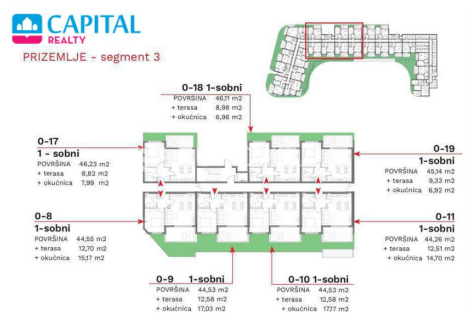 CAPITAL
REALTY
PRIZEMLJE - segment 3
0-18 1-sobni
POVRŠINA 46,11 m2
+ terasa 8,98 m2
+ okućnica 6,96 m2
0-17
1 - sobni
POVRŠINA 46,23 m2
+ terasa 8,82 m2
+ okućnica 7,99 m2
0-19
1-sobni
POVRŠINA 45,14 m2
+ terasa 9,33 m2
+ okućnica 6,92 m2
0-8
1-sobni
POVRŠINA 44,55 m2
+ terasa 12,70 m2
+ okućnica 15,17 m2
0-11
1-sobni
POVRŠINA 44,26 m2
+ terasa 12,51 m2
+ okućnica 14,70 m2
0-9 1-sobni
POVRŠINA 44,53 m2
+ terasa 12,58 m2
+ okućnica 17,03 m2
0-10 1-sobni
POVRŠINA 44,53 m2
+ terasa 12,58 m2
+ okućnica 17,17 m2